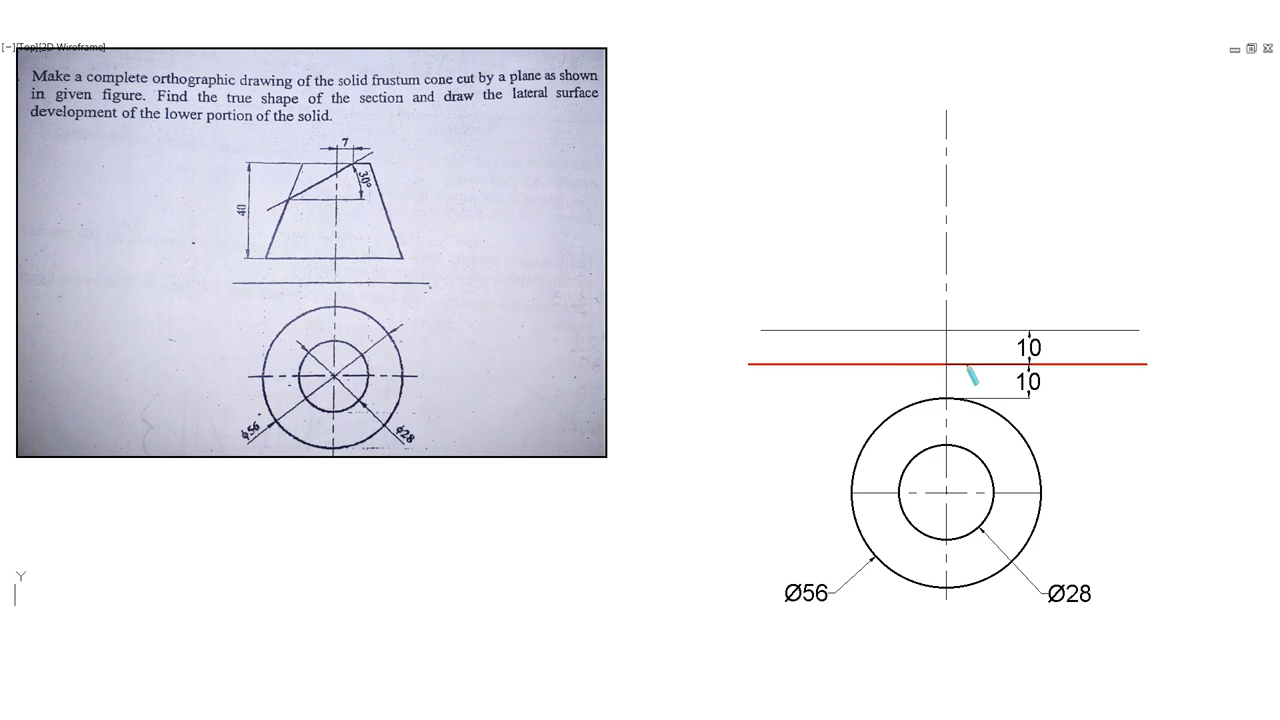 [−][Top][2D Wireframe]
Make a complete orthographic drawing of the solid frustum cone cut by a plane as shown
in given figure. Find the true shape of the section and draw the lateral surface
development of the lower portion of the solid.
7
30°
40
ϕ56
ϕ28
10
10
Ø56
Ø28
Y